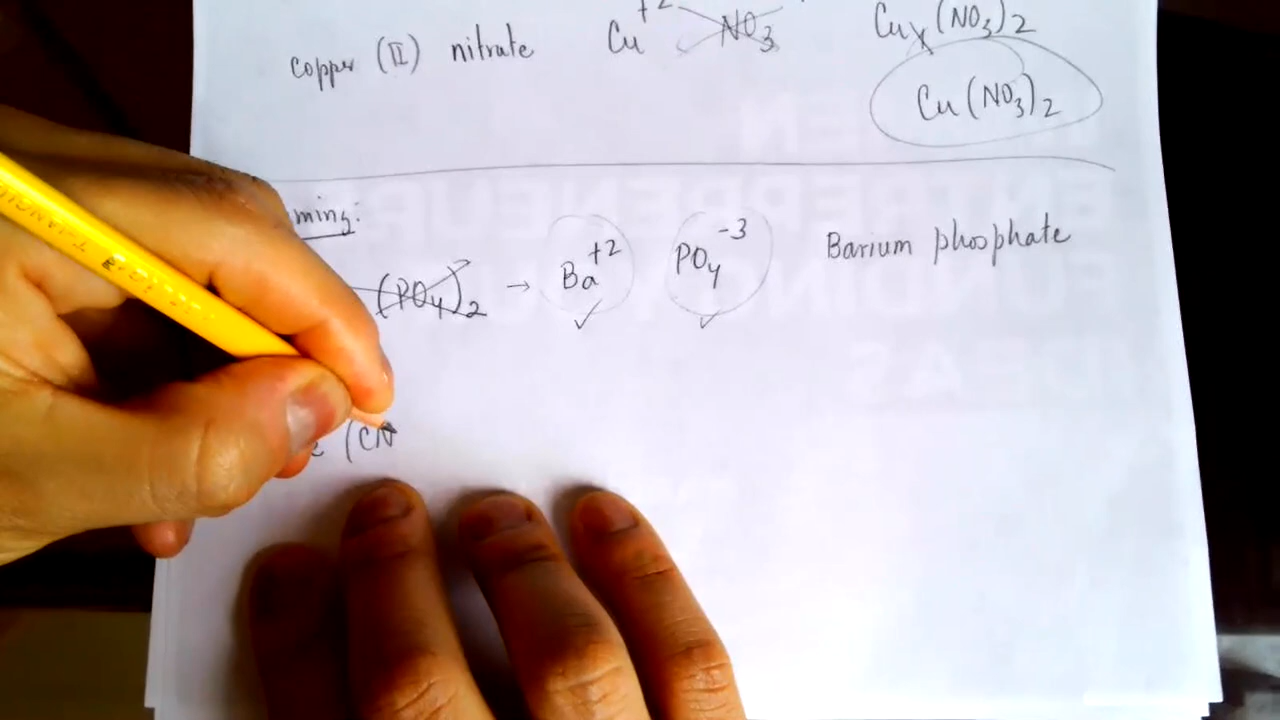 copper (II) nitrate Cu+2 NO3 Cux(NO3)2
Cu(NO3)2
ming:
(PO4)2 → Ba+2 PO4-3 Barium phosphate
e (CN